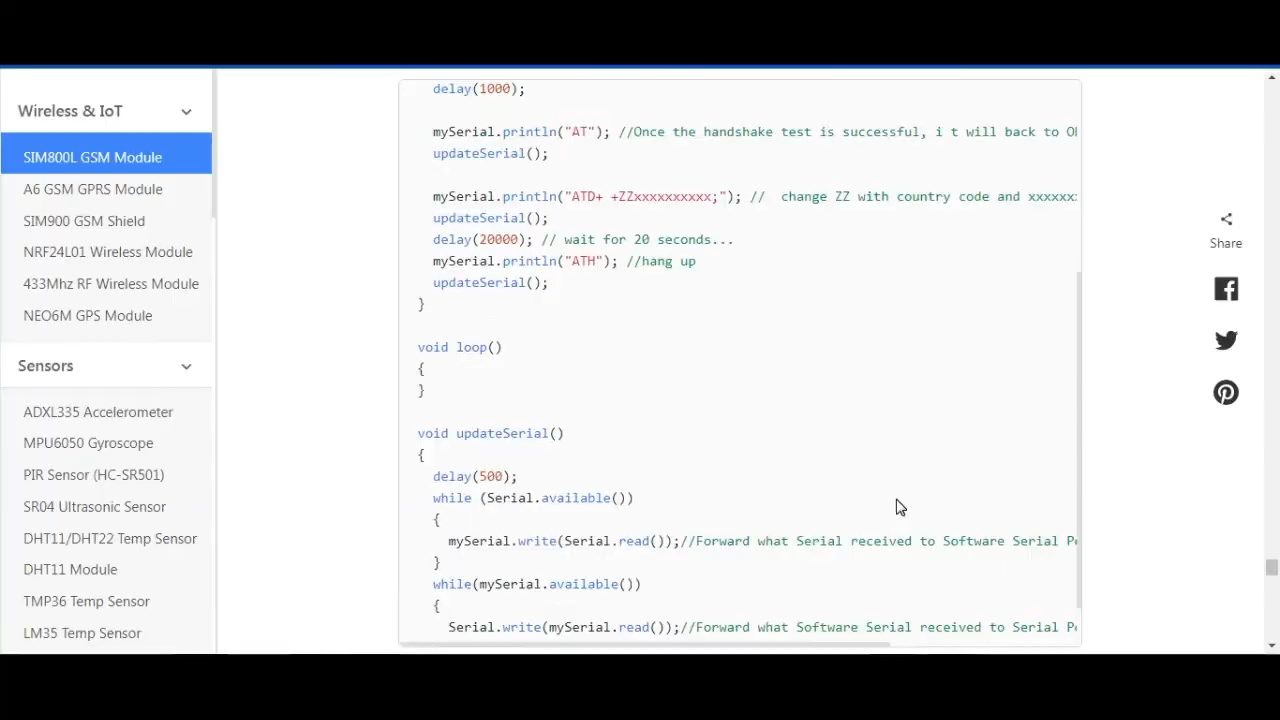 Wireless & IoT
SIM800L GSM Module
A6 GSM GPRS Module
SIM900 GSM Shield
NRF24L01 Wireless Module
433Mhz RF Wireless Module
NEO6M GPS Module
Sensors
ADXL335 Accelerometer
MPU6050 Gyroscope
PIR Sensor (HC-SR501)
SR04 Ultrasonic Sensor
DHT11/DHT22 Temp Sensor
DHT11 Module
TMP36 Temp Sensor
LM35 Temp Sensor
delay(1000);
mySerial.println("AT"); //Once the handshake test is successful, i t will back to
updateSerial();
mySerial.println("ATD+ +ZZxxxxxxxxxx;"); //  change ZZ with country code and xxxxxx
updateSerial();
delay(20000); // wait for 20 seconds...
mySerial.println("ATH"); //hang up
updateSerial();
}
void loop()
{
}
void updateSerial()
{
delay(500);
while (Serial.available())
{
mySerial.write(Serial.read());//Forward what Serial received to Software Serial
}
while(mySerial.available())
{
Serial.write(mySerial.read());//Forward what Software Serial received to Serial
Share